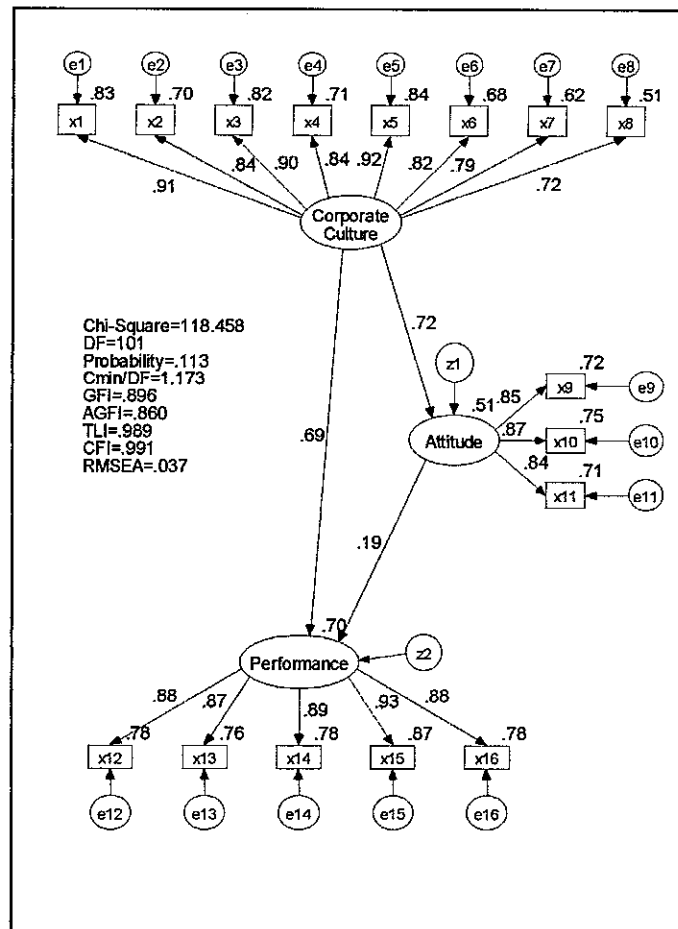 e1 e2 e3 e4 e5 e6 e7 e8
.83 .70 .82 .71 .84 .68 .62 .51
x1 x2 x3 x4 x5 x6 x7 x8
.91 .84 .90 .84 .92 .82 .79 .72
Corporate
Culture
Chi-Square=118.458
DF=101
Probability=.113
Cmin/DF=1.173
GFI=.896
AGFI=.860
TLI=.989
CFI=.991
RMSEA=.037
.72
z1
.72
.51 .85 x9 e9
.75
Attitude .87 x10 e10
.84 .71
x11 e11
.69
.19
.70
Performance z2
.88 .87 .89 .93 .88
.78 .76 .78 .87 .78
x12 x13 x14 x15 x16
e12 e13 e14 e15 e16